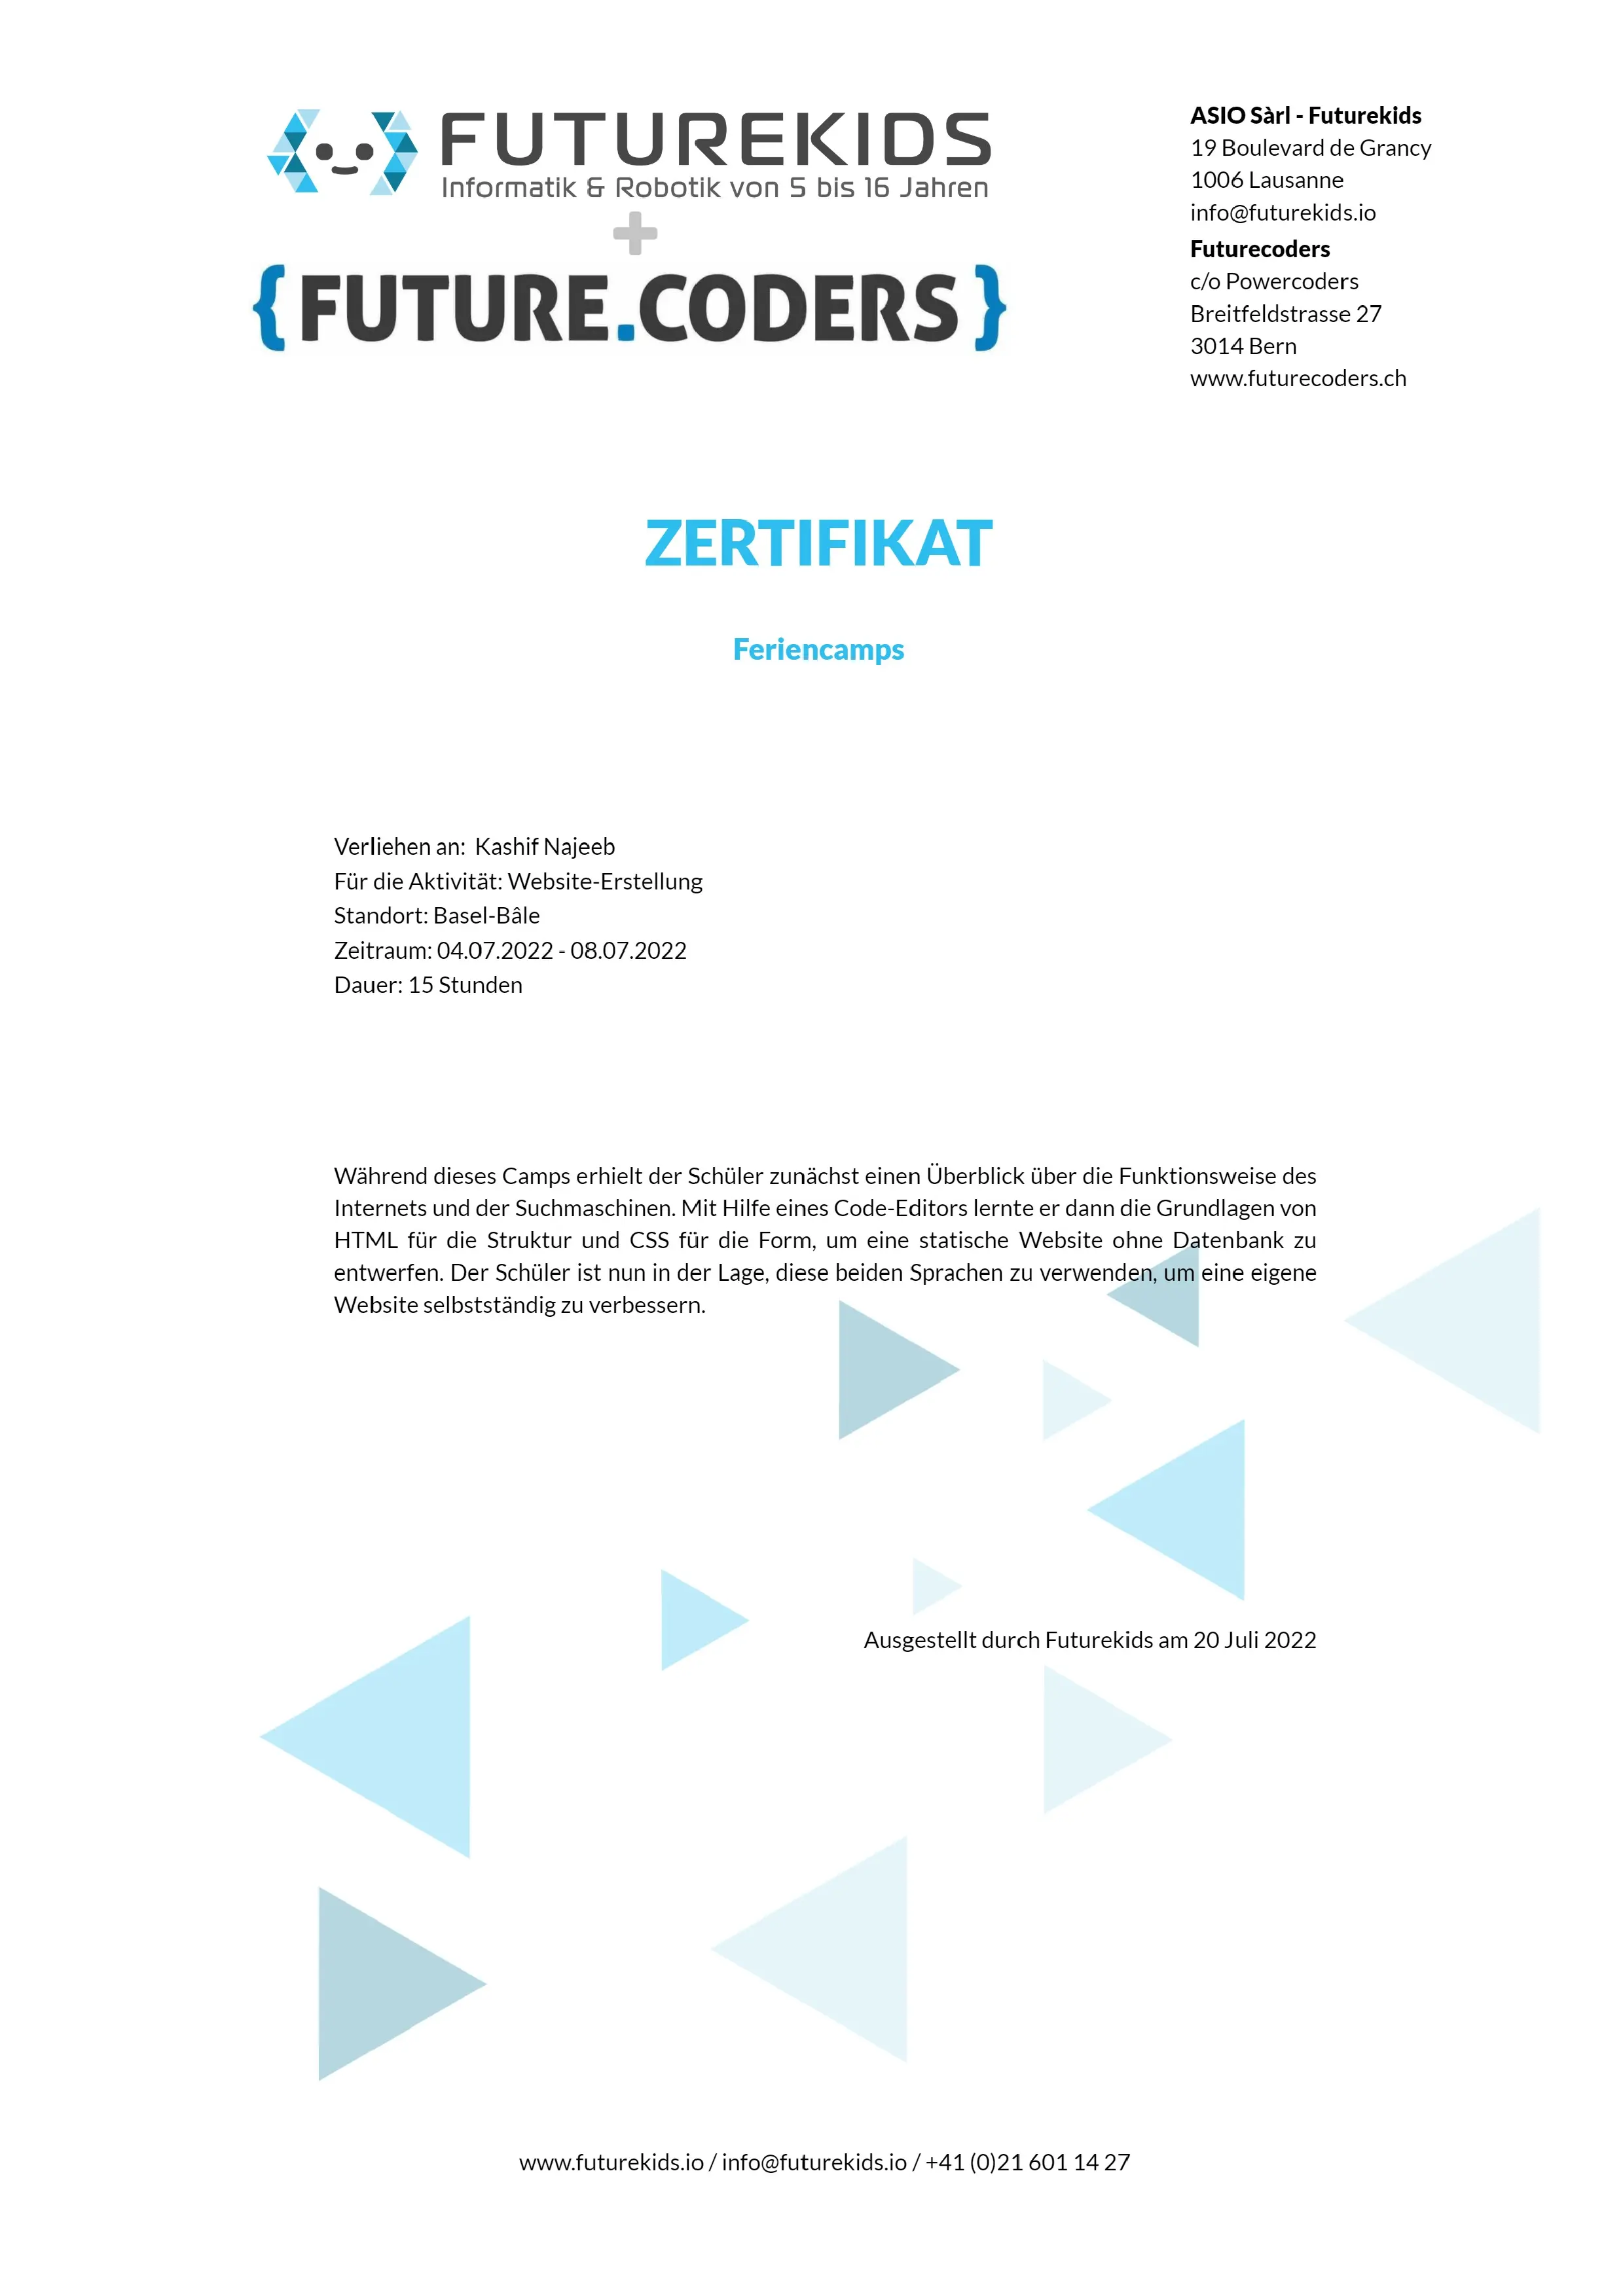 FUTUREKIDS
Informatik & Robotik von 5 bis 16 Jahren
{FUTURE.CODERS}
ASIO Sàrl - Futurekids
19 Boulevard de Grancy
1006 Lausanne
info@futurekids.io
Futurecoders
c/o Powercoders
Breitfeldstrasse 27
3014 Bern
www.futurecoders.ch
ZERTIFIKAT
Feriencamps
Verliehen an: Kashif Najeeb
Für die Aktivität: Website-Erstellung
Standort: Basel-Bâle
Zeitraum: 04.07.2022 - 08.07.2022
Dauer: 15 Stunden
Während dieses Camps erhielt der Schüler zunächst einen Überblick über die Funktionsweise des
Internets und der Suchmaschinen. Mit Hilfe eines Code-Editors lernte er dann die Grundlagen von
HTML für die Struktur und CSS für die Form, um eine statische Website ohne Datenbank zu
entwerfen. Der Schüler ist nun in der Lage, diese beiden Sprachen zu verwenden, um eine eigene
Website selbstständig zu verbessern.
Ausgestellt durch Futurekids am 20 Juli 2022
www.futurekids.io / info@futurekids.io / +41 (0)21 601 14 27